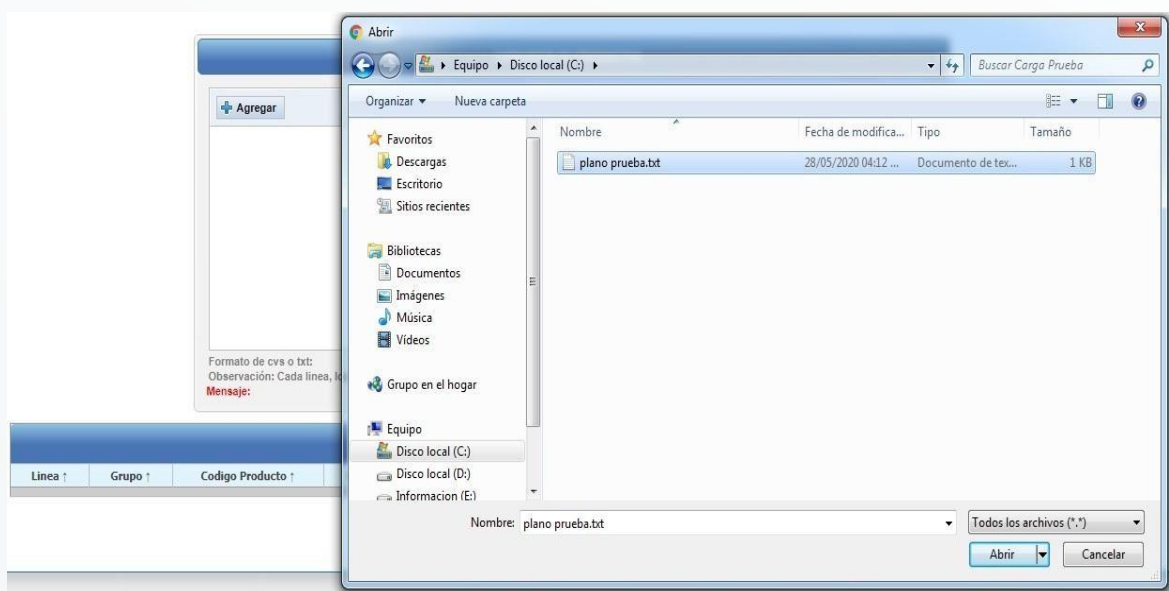 Abrir
Equipo Disco local (C:)
Buscar Carga Prueba
Organizar Nueva carpeta
Agregar
Nombre Fecha de modifica... Tipo Tamaño
plano prueba.txt 28/05/2020 04:12 ... Documento de tex... 1 KB
Favoritos
Descargas
Escritorio
Sitios recientes
Bibliotecas
Documentos
Imágenes
Música
Vídeos
Grupo en el hogar
Equipo
Disco local (C:)
Disco local (D:)
Informacion (E:)
Formato de cvs o txt:
Observación: Cada linea,
Mensaje:
Linea ↑ Grupo ↑ Codigo Producto ↑
Nombre: plano prueba.txt Todos los archivos (*.*)
Abrir Cancelar